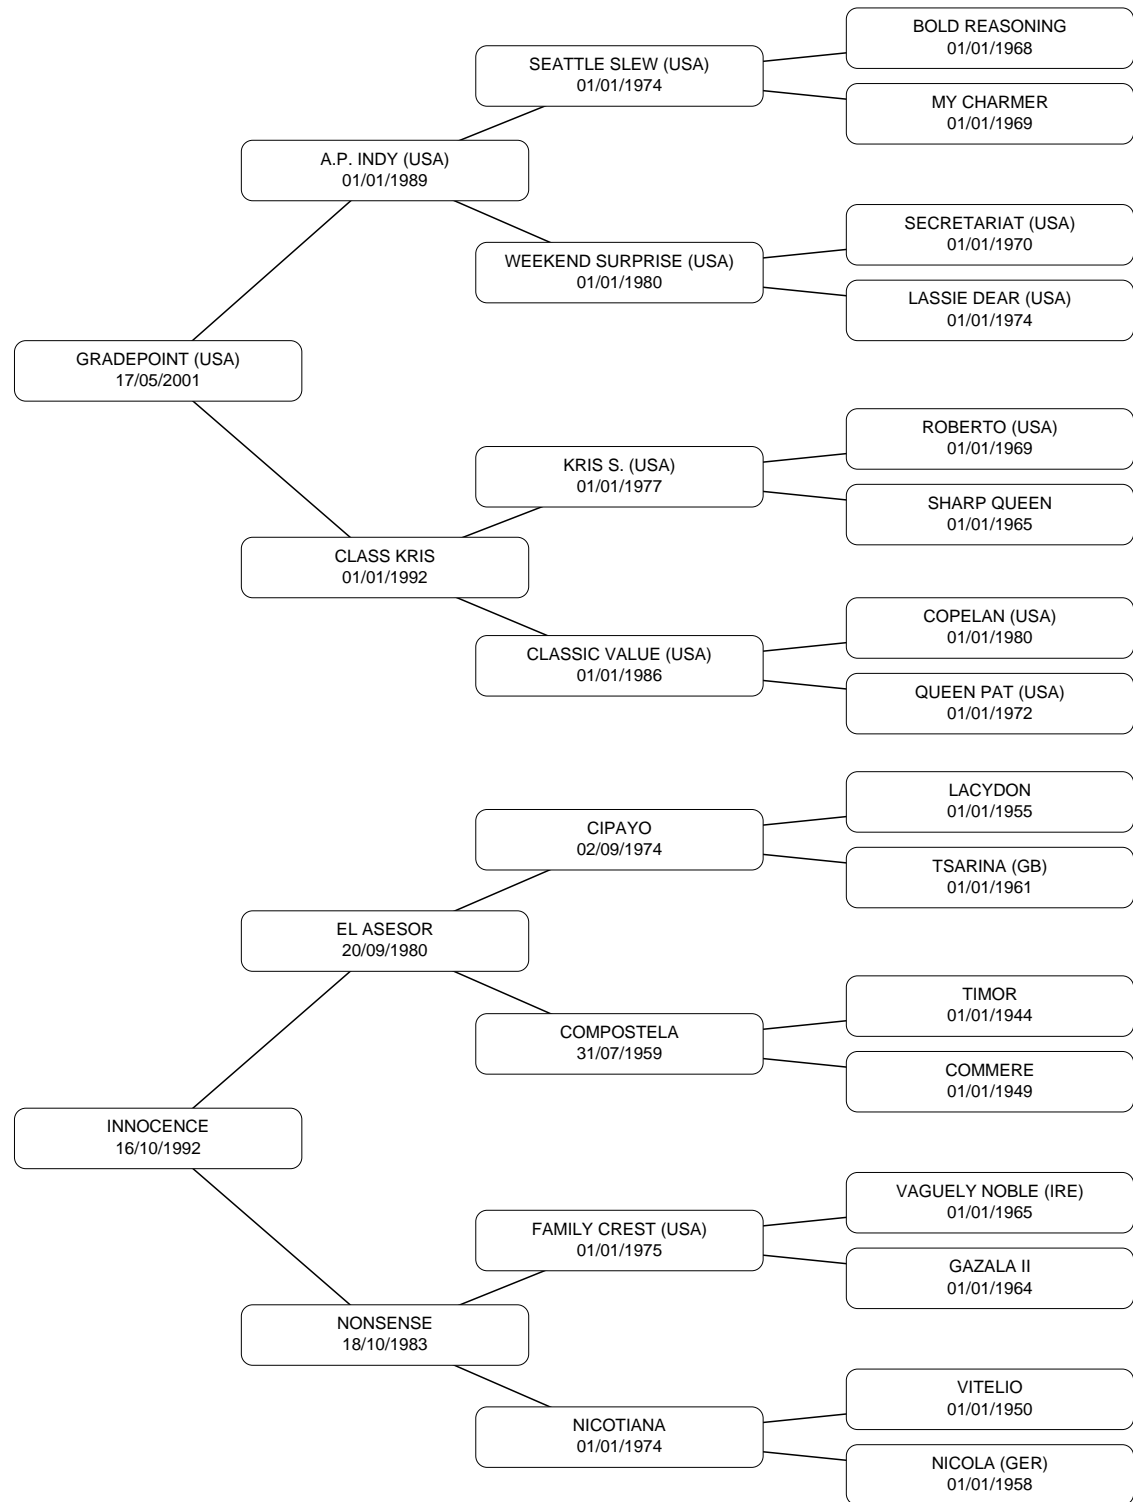 BOLD REASONING
01/01/1968
SEATTLE SLEW (USA)
01/01/1974
MY CHARMER
01/01/1969
A.P. INDY (USA)
01/01/1989
SECRETARIAT (USA)
01/01/1970
WEEKEND SURPRISE (USA)
01/01/1980
LASSIE DEAR (USA)
01/01/1974
GRADEPOINT (USA)
17/05/2001
ROBERTO (USA)
01/01/1969
KRIS S. (USA)
01/01/1977
SHARP QUEEN
01/01/1965
CLASS KRIS
01/01/1992
COPELAN (USA)
01/01/1980
CLASSIC VALUE (USA)
01/01/1986
QUEEN PAT (USA)
01/01/1972
LACYDON
01/01/1955
CIPAYO
02/09/1974
TSARINA (GB)
01/01/1961
EL ASESOR
20/09/1980
TIMOR
01/01/1944
COMPOSTELA
31/07/1959
COMMERE
01/01/1949
INNOCENCE
16/10/1992
VAGUELY NOBLE (IRE)
01/01/1965
FAMILY CREST (USA)
01/01/1975
GAZALA II
01/01/1964
NONSENSE
18/10/1983
VITELIO
01/01/1950
NICOTIANA
01/01/1974
NICOLA (GER)
01/01/1958